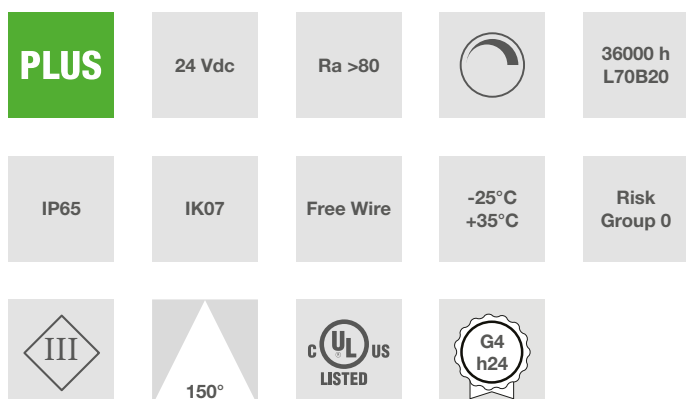 PLUS
24 Vdc
Ra >80
36000 h
L70B20
IP65
IK07
Free Wire
-25°C
+35°C
Risk
Group 0
III
150°
C UL ® US
LISTED
G4
h24